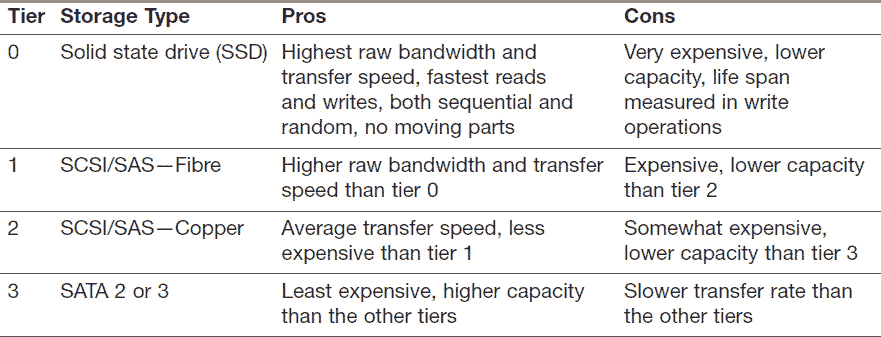 Tier Storage Type Pros Cons
0 Solid state drive (SSD) Highest raw bandwidth and Very expensive, lower
transfer speed, fastest reads capacity, life span
and writes, both sequential and measured in write
random, no moving parts operations
1 SCSI/SAS—Fibre Higher raw bandwidth and transfer Expensive, lower capacity
speed than tier 0 than tier 2
2 SCSI/SAS—Copper Average transfer speed, less Somewhat expensive,
expensive than tier 1 lower capacity than tier 3
3 SATA 2 or 3 Least expensive, higher capacity Slower transfer rate than
than the other tiers the other tiers